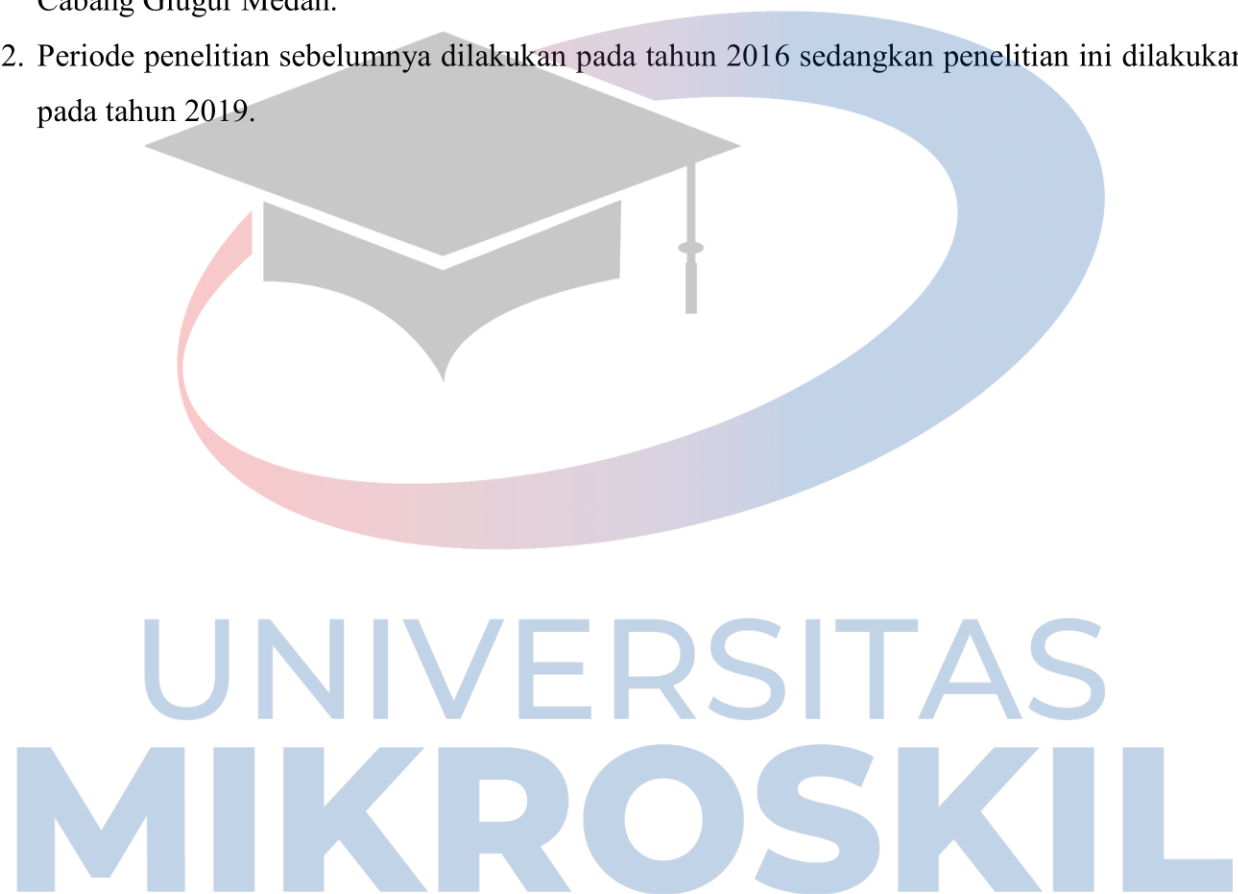 Cabang Glugur Medan.
2. Periode penelitian sebelumnya dilakukan pada tahun 2016 sedangkan penelitian ini dilakukan
pada tahun 2019.
UNIVERSITAS
MIKROSKIL